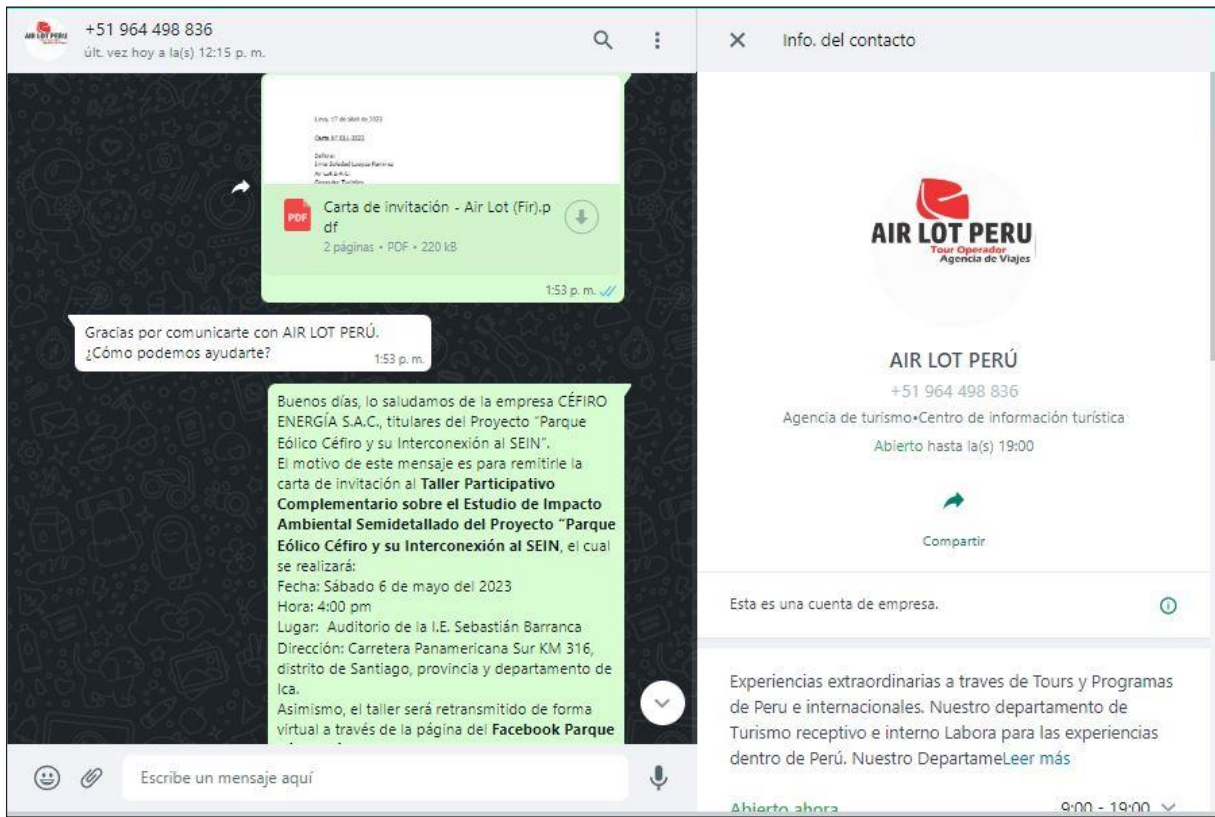 +51 964 498 836
últ. vez hoy a la(s) 12:15 p. m.
Lima, 17 de abril de 2023
PDF
Carta de invitación - Air Lot (Fir).p
df
2 páginas • PDF • 220 kB
1:53 p. m.
Gracias por comunicarte con AIR LOT PERÚ.
¿Cómo podemos ayudarte?
1:53 p. m.
Buenos días, lo saludamos de la empresa CÉFIRO
ENERGÍA S.A.C., titulares del Proyecto “Parque
Eólico Céfiro y su Interconexión al SEIN”.
El motivo de este mensaje es para remitirle la
carta de invitación al Taller Participativo
Complementario sobre el Estudio de Impacto
Ambiental Semidetallado del Proyecto “Parque
Eólico Céfiro y su Interconexión al SEIN, el cual
se realizará:
Fecha: Sábado 6 de mayo del 2023
Hora: 4:00 pm
Lugar: Auditorio de la I.E. Sebastián Barranca
Dirección: Carretera Panamericana Sur KM 316,
distrito de Santiago, provincia y departamento de
Ica.
Asimismo, el taller será retransmitido de forma
virtual a través de la página del Facebook Parque
Escribe un mensaje aquí
Info. del contacto
AIR LOT PERU
Tour Operador
Agencia de Viajes
AIR LOT PERÚ
+51 964 498 836
Agencia de turismo•Centro de información turística
Abierto hasta la(s) 19:00
Compartir
Esta es una cuenta de empresa.
Experiencias extraordinarias a traves de Tours y Programas
de Peru e internacionales. Nuestro departamento de
Turismo receptivo e interno Labora para las experiencias
dentro de Perú. Nuestro DepartameLeer más
Abierto ahora 9:00 - 19:00